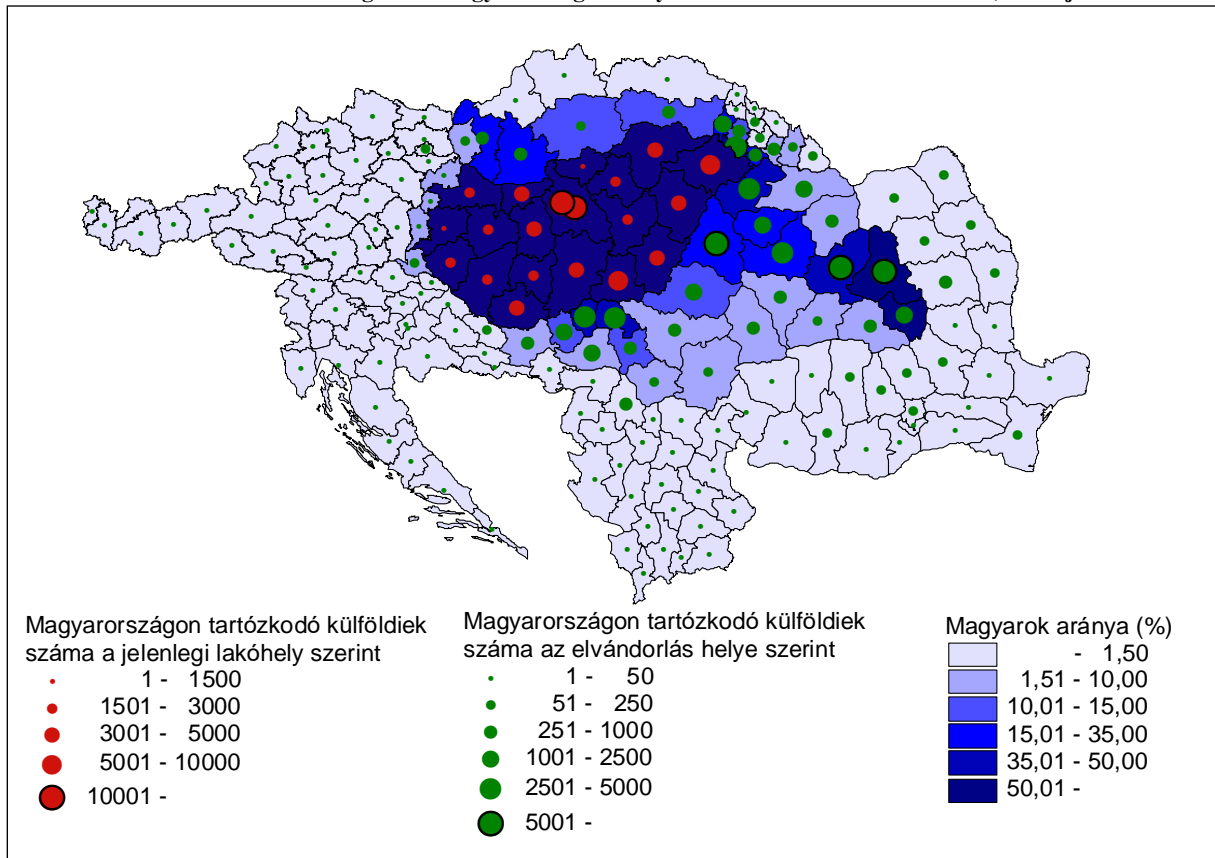 Magyarországon tartózkodó külföldiek
száma a jelenlegi lakóhely szerint
1 - 1500
1501 - 3000
3001 - 5000
5001 - 10000
10001 -
Magyarországon tartózkodó külföldiek
száma az elvándorlás helye szerint
1 - 50
51 - 250
251 - 1000
1001 - 2500
2501 - 5000
5001 -
Magyarok aránya (%)
- 1,50
1,51 - 10,00
10,01 - 15,00
15,01 - 35,00
35,01 - 50,00
50,01 -